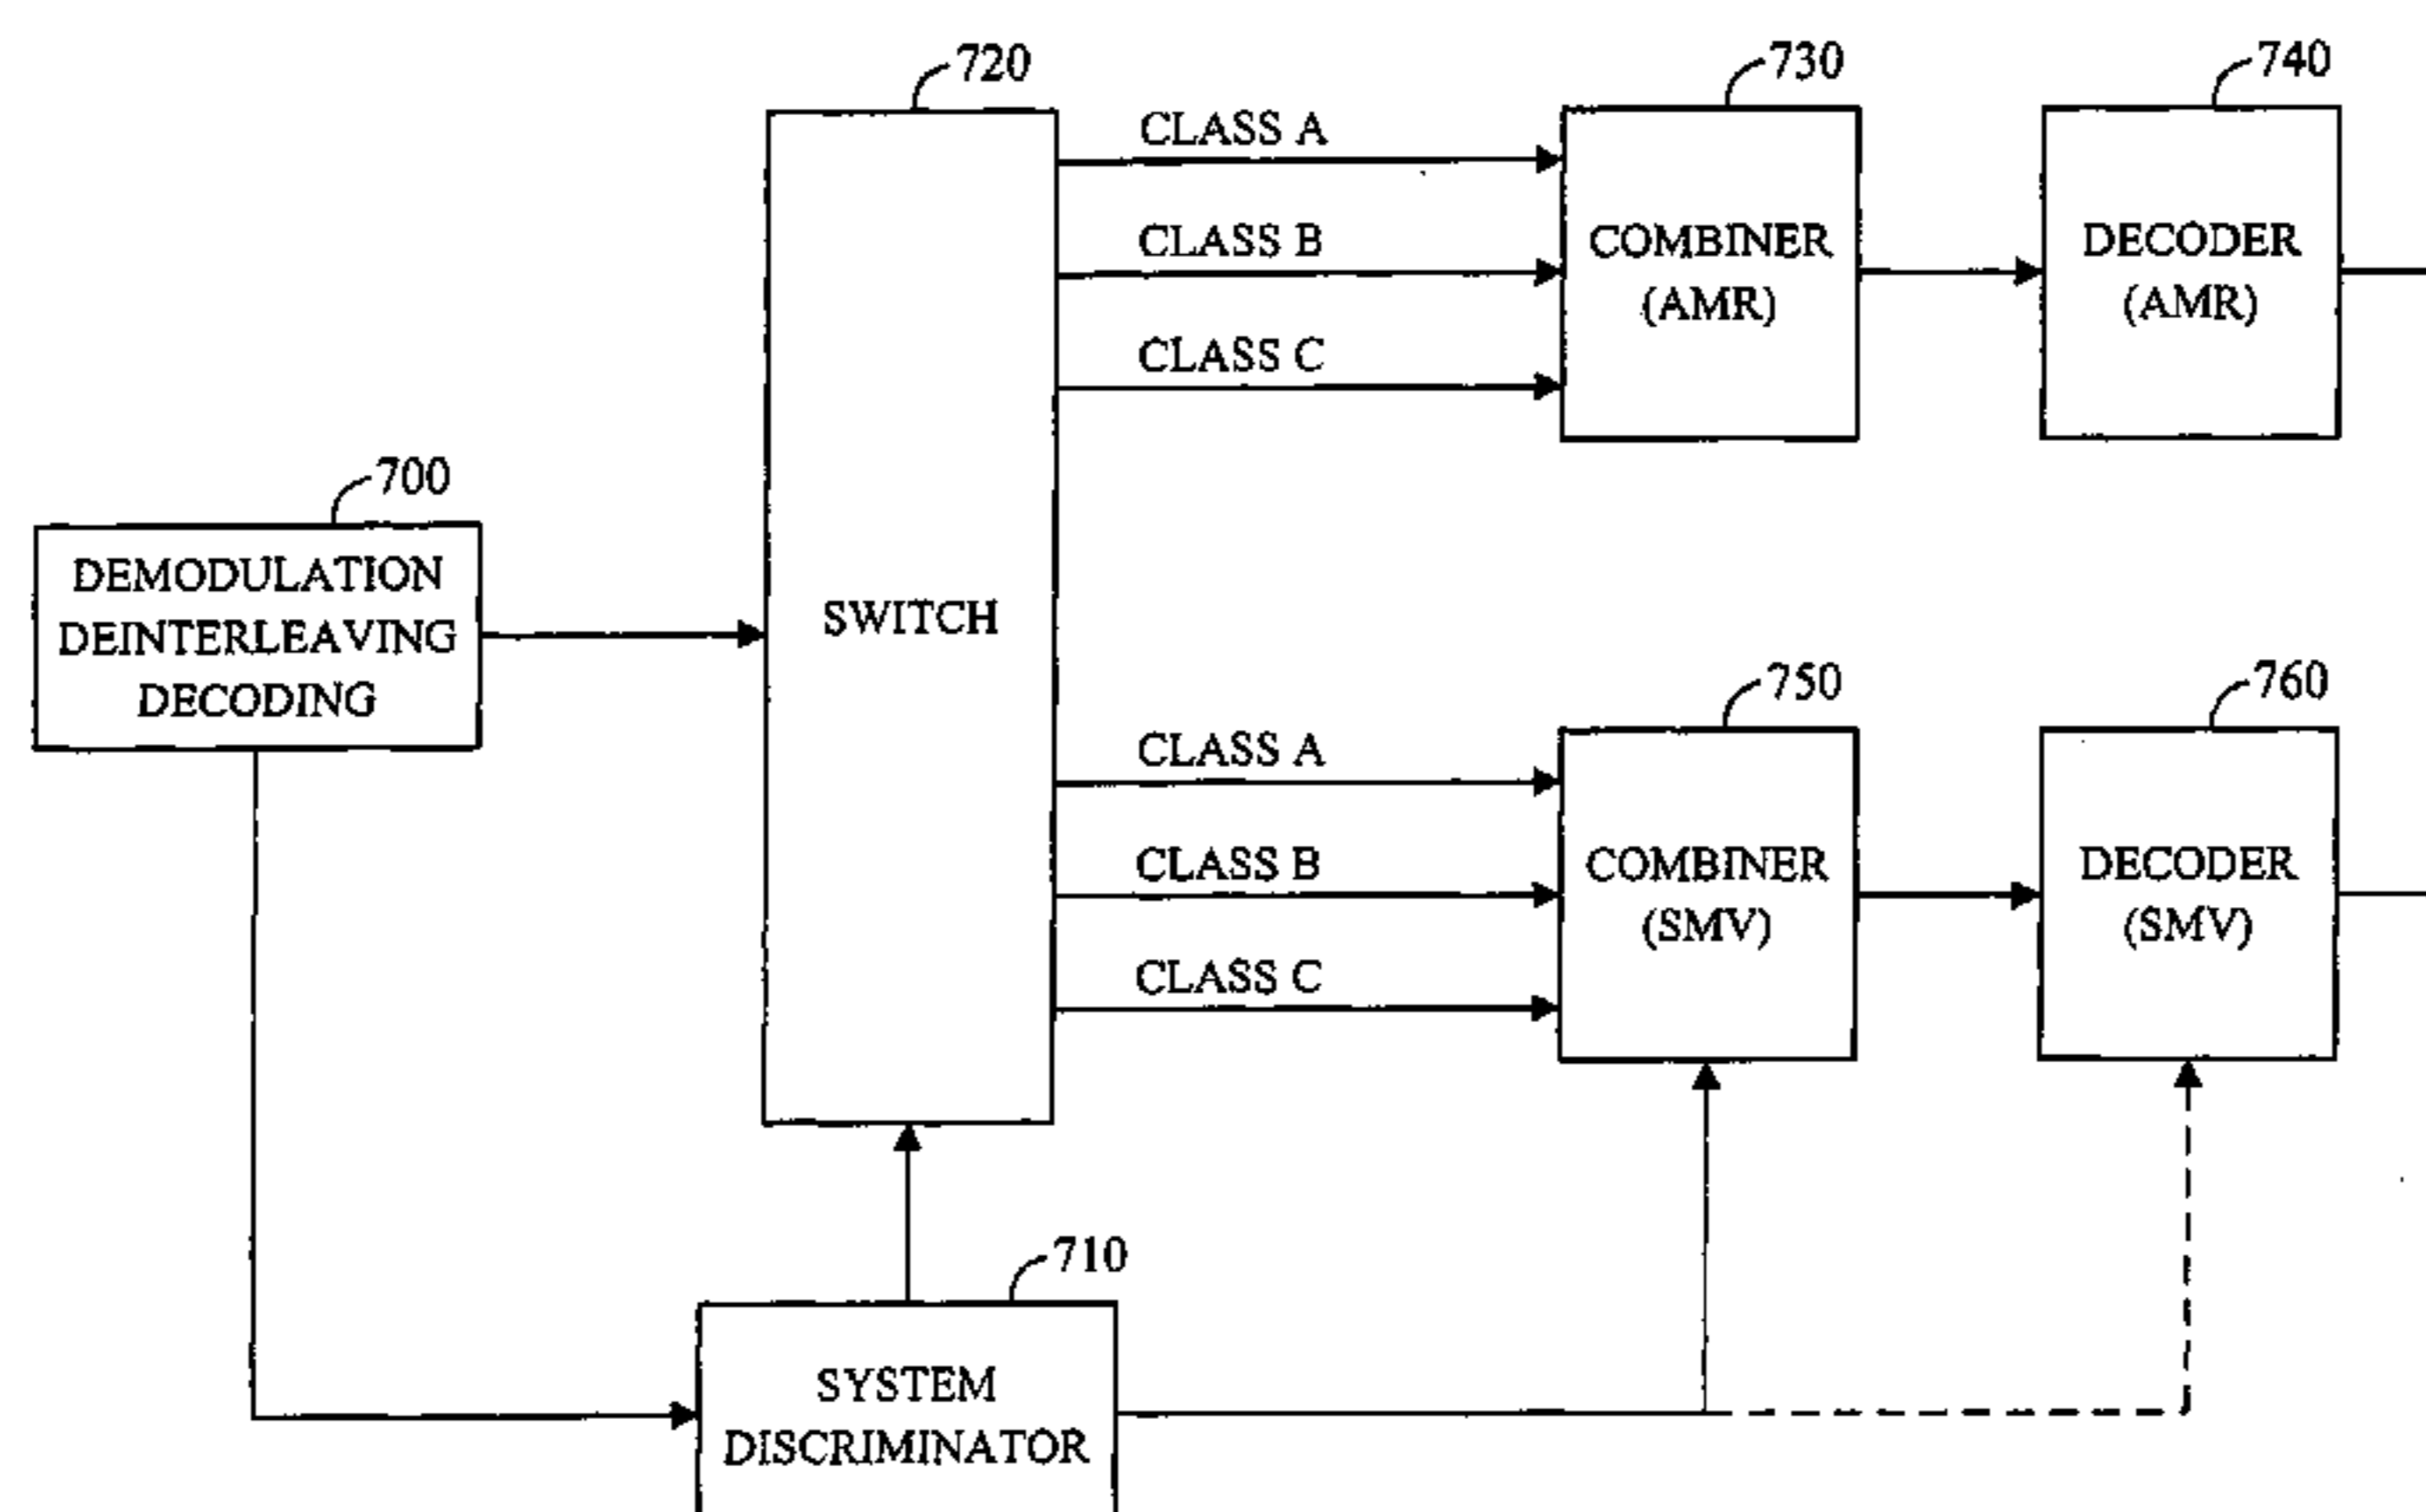 720
730
740
CLASS A
CLASS B
CLASS C
COMBINER
(AMR)
DECODER
(AMR)
700
DEMODULATION
DEINTERLEAVING
DECODING
SWITCH
750
760
CLASS A
CLASS B
CLASS C
COMBINER
(SMV)
DECODER
(SMV)
710
SYSTEM
DISCRIMINATOR